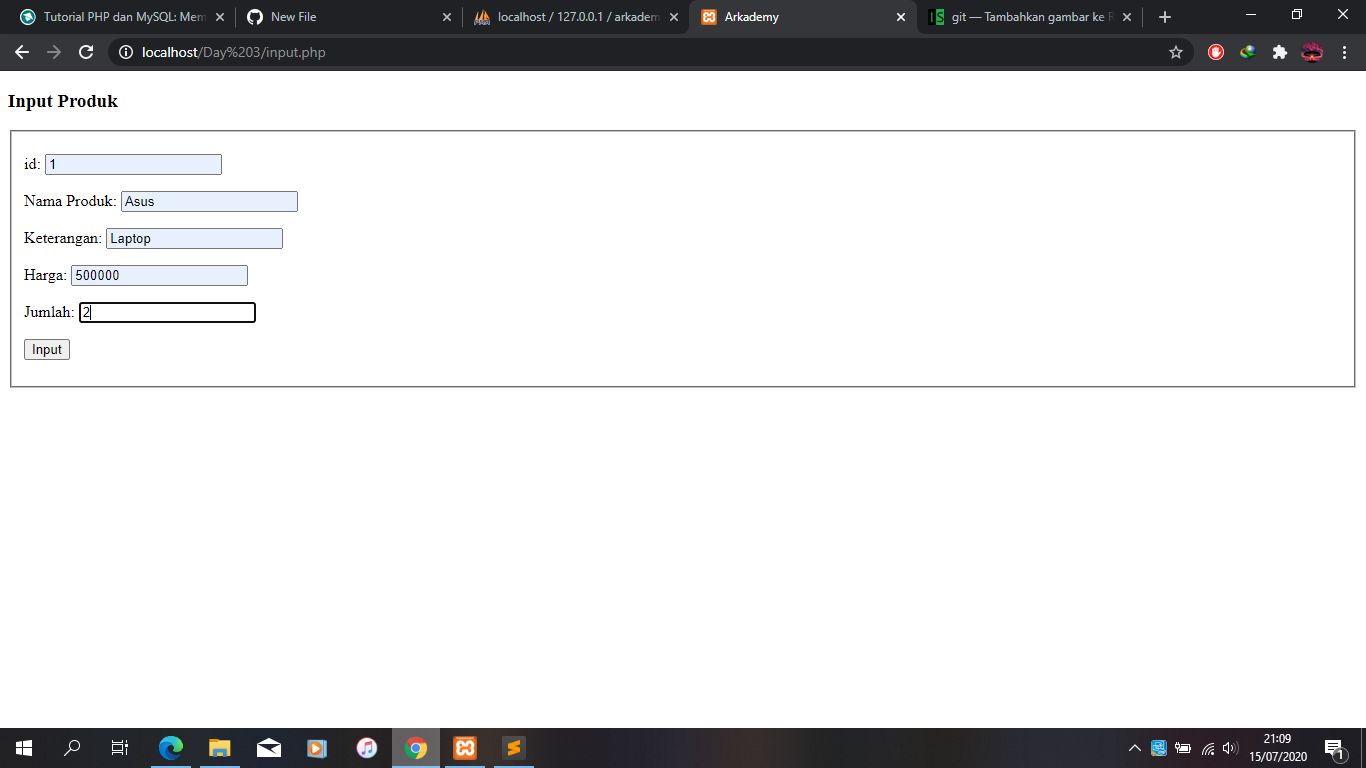 Tutorial PHP dan MySQL: Mem
New File
localhost / 127.0.0.1 / arkadem
Arkademy
git — Tambahkan gambar ke R
localhost/Day%203/input.php
Input Produk
id: 1
Nama Produk: Asus
Keterangan: Laptop
Harga: 500000
Jumlah: 2
Input
21:09
15/07/2020
1